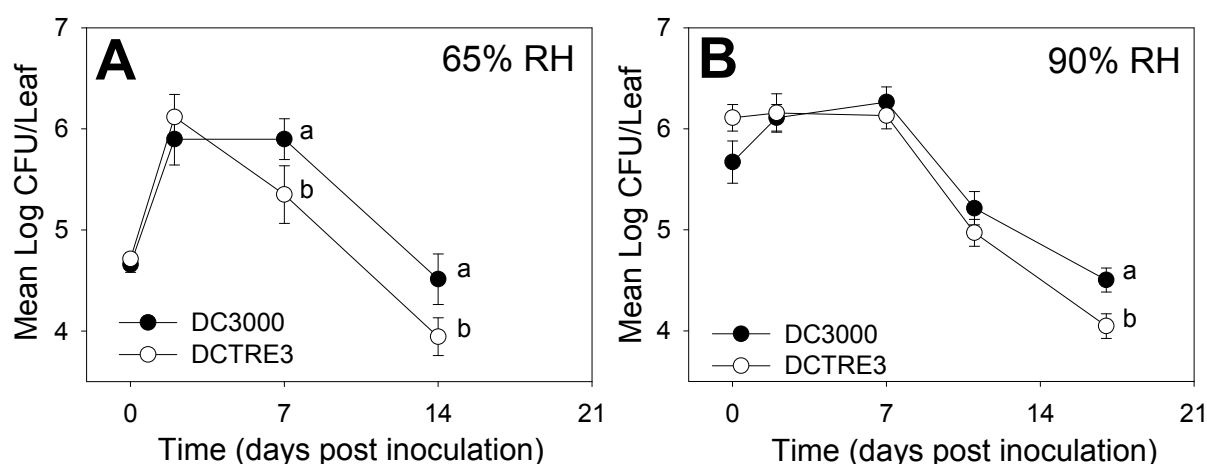 A
65% RH
7
6
5
4
Mean Log CFU/Leaf
a
b
a
b
DC3000
DCTRE3
0
7
14
21
Time (days post inoculation)
B
90% RH
7
6
5
4
Mean Log CFU/Leaf
a
b
DC3000
DCTRE3
0
7
14
21
Time (days post inoculation)